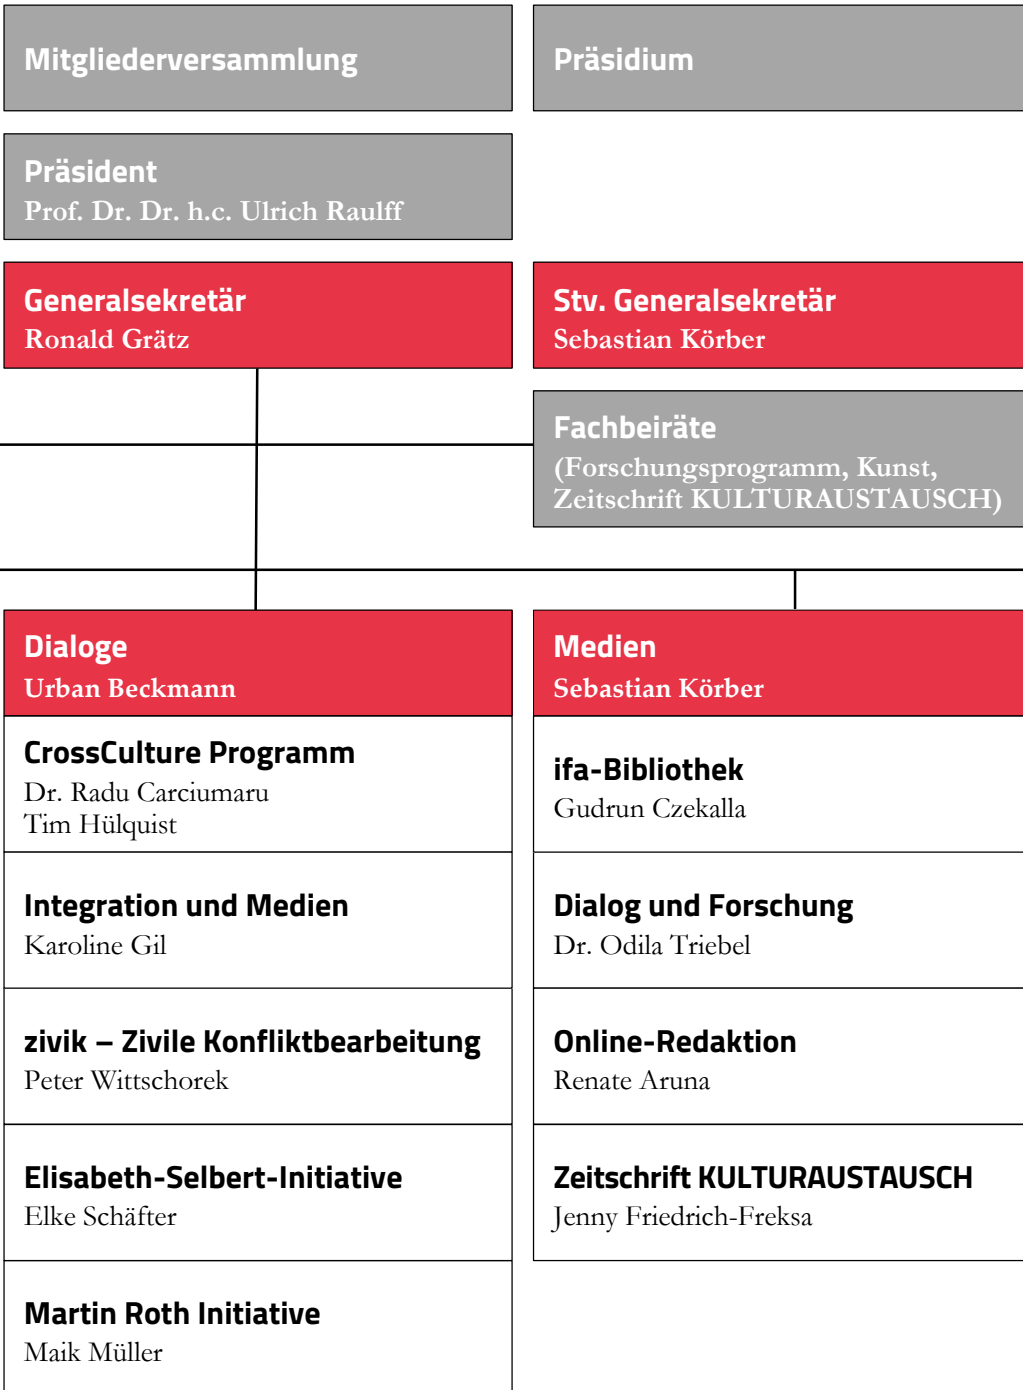 Mitgliederversammlung
Präsidium
Präsident
Prof. Dr. Dr. h.c. Ulrich Raulff
Generalsekretär
Ronald Grätz
Stv. Generalsekretär
Sebastian Körber
Fachbeiräte
(Forschungsprogramm, Kunst,
Zeitschrift KULTURAUSTAUSCH)
Dialoge
Urban Beckmann
CrossCulture Programm
Dr. Radu Carciumaru
Tim Hülquist
Integration und Medien
Karoline Gil
zivik – Zivile Konfliktbearbeitung
Peter Wittschorek
Elisabeth-Selbert-Initiative
Elke Schäfter
Martin Roth Initiative
Maik Müller
Medien
Sebastian Körber
ifa-Bibliothek
Gudrun Czekalla
Dialog und Forschung
Dr. Odila Triebel
Online-Redaktion
Renate Aruna
Zeitschrift KULTURAUSTAUSCH
Jenny Friedrich-Freksa